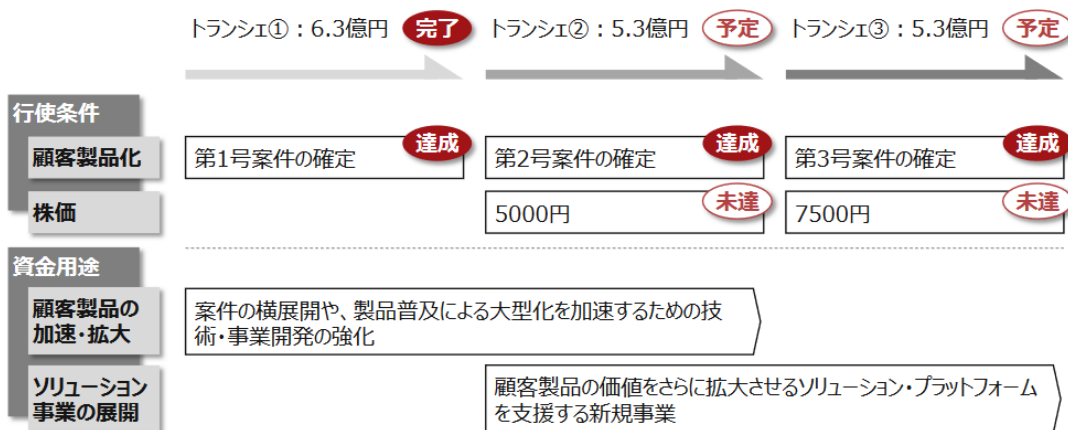 トランシェ①：6.3億円 完了 トランシェ②：5.3億円 予定 トランシェ③：5.3億円 予定
行使条件
顧客製品化 第1号案件の確定 達成 第2号案件の確定 達成 第3号案件の確定 達成
株価 5000円 未達 7500円 未達
資金用途
顧客製品の
加速・拡大
案件の横展開や、製品普及による大型化を加速するための技
術・事業開発の強化
ソリューション
事業の展開
顧客製品の価値をさらに拡大させるソリューション・プラットフォーム
を支援する新規事業